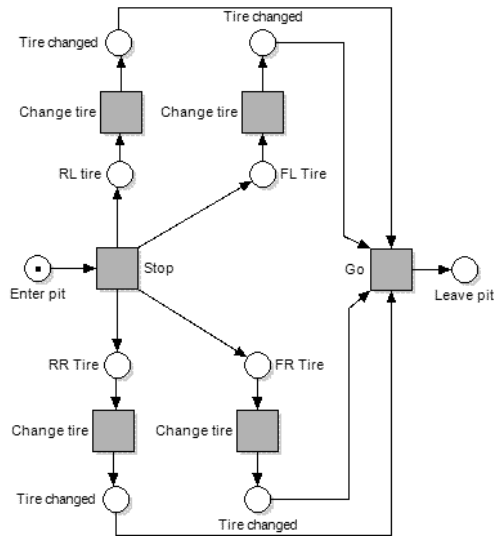 Tire changed
Tire changed
Change tire
Change tire
RL tire
FL Tire
Stop
Go
Enter pit
Leave pit
RR Tire
FR Tire
Change tire
Change tire
Tire changed
Tire changed